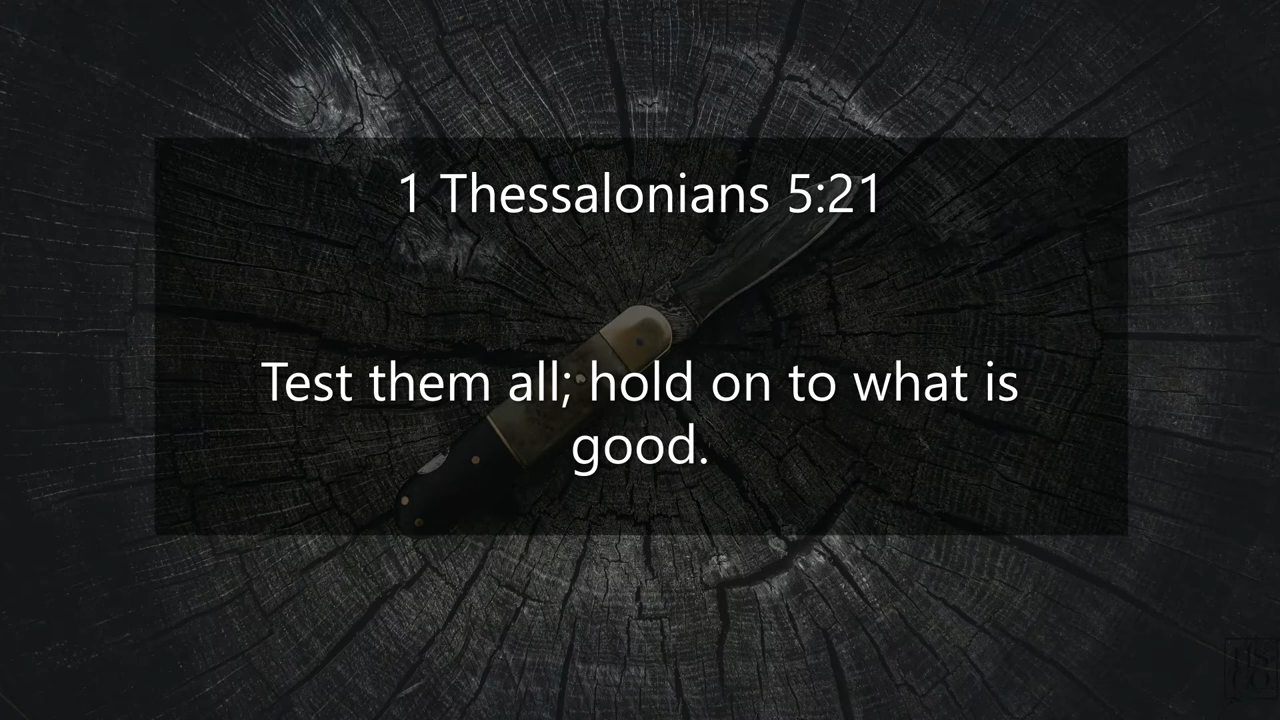 1 Thessalonians 5:21
Test them all; hold on to what is
good.